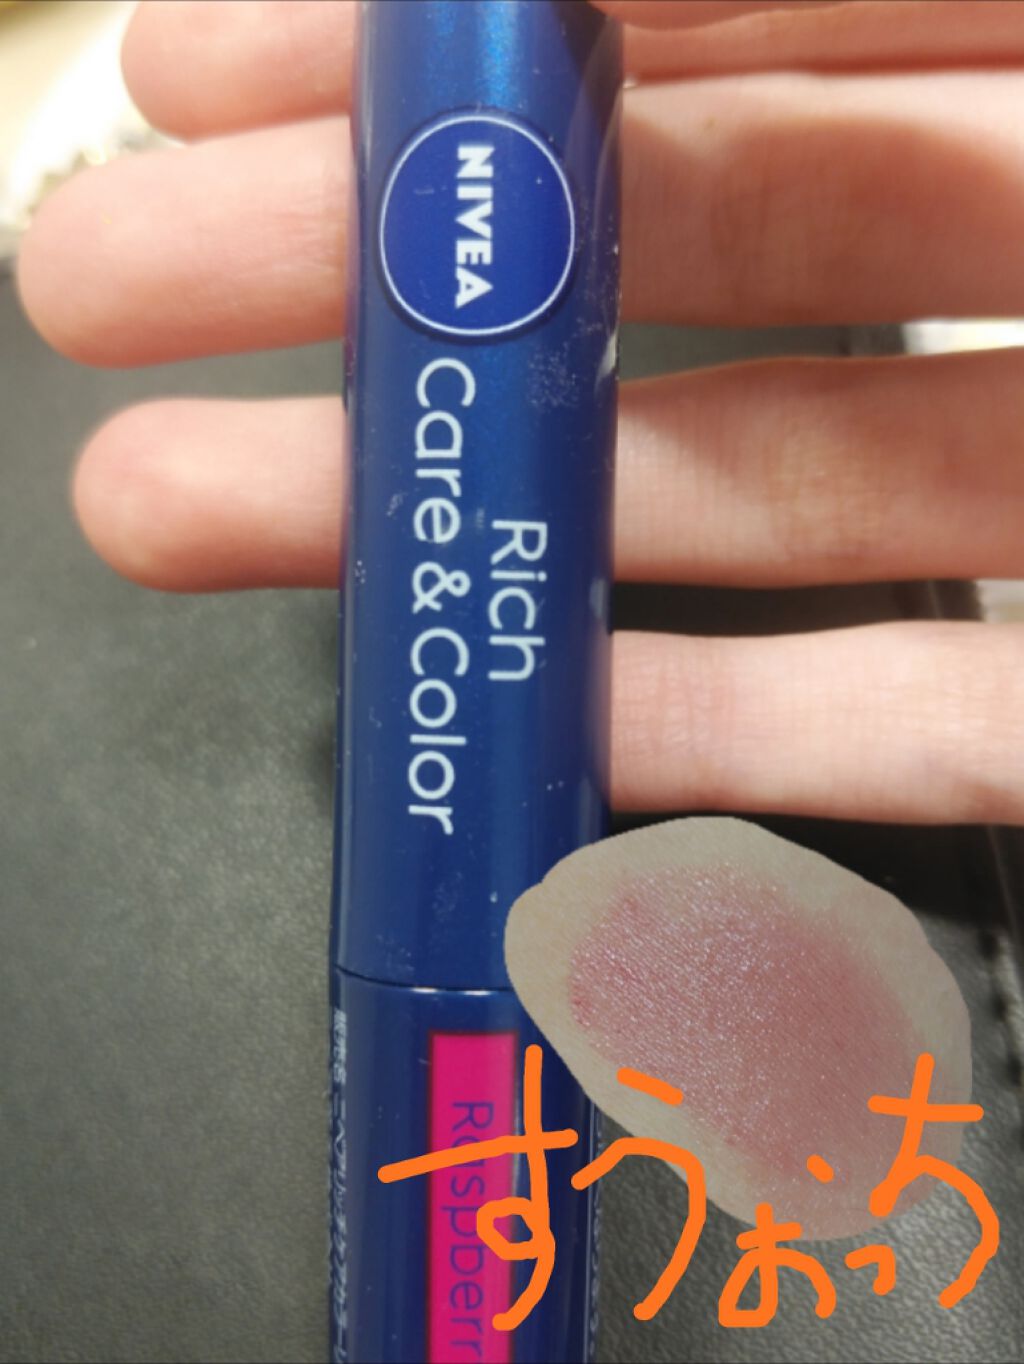 NIVEA
Rich
Care & Color
Raspberr
すうぉっち